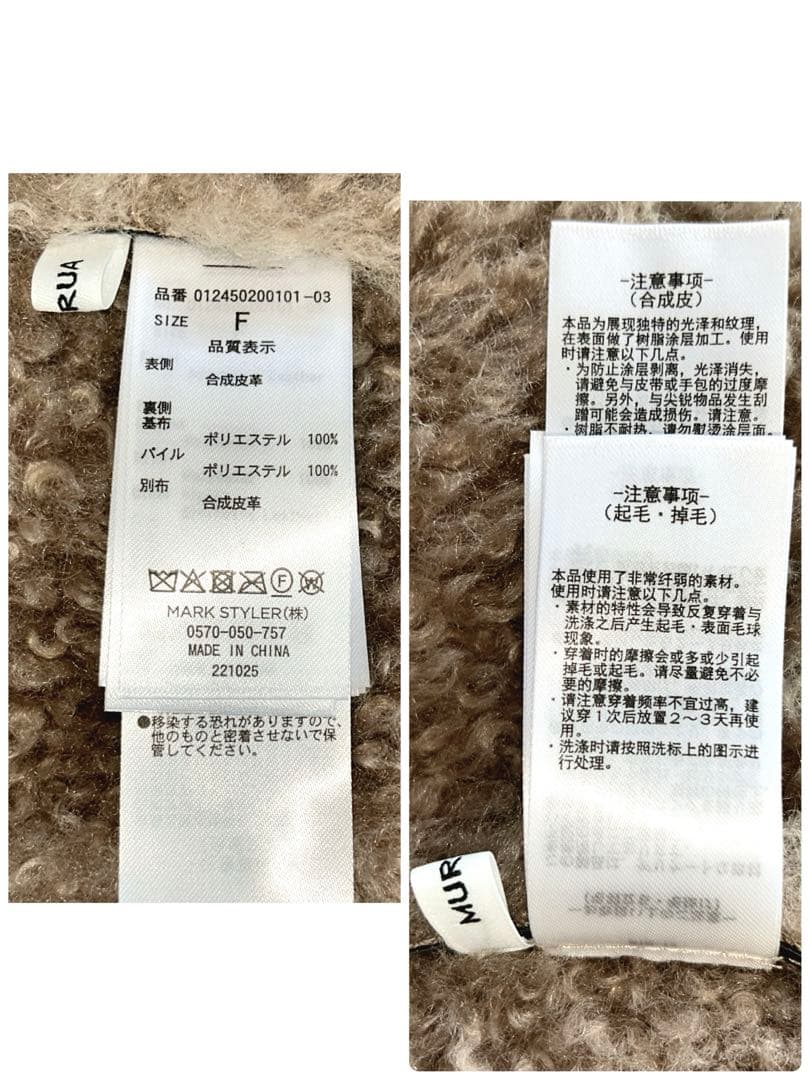 RUA
品番 012450200101-03
SIZE F
品質表示
表側
合成皮革
裏側
基布
ポリエステル 100%
パイル
ポリエステル 100%
別布
合成皮革
MARK STYLER(株)
0570-050-757
MADE IN CHINA
221025
●移染する恐れがありますので、
他のものと密着させないで保
管してください。
-注意事项-
(合成皮)
本品为展现独特的光泽和纹理,
在表面做了树脂涂层加工。使用
时请注意以下几点。
・为防止涂层剥离,光泽消失,
请避免与皮带或手包的过度摩
擦。另外,与尖锐物品发生刮
蹭可能会造成损伤。请注意。
・树脂不耐热,请勿熨烫涂层面。
-注意事项-
(起毛・掉毛)
本品使用了非常纤弱的素材。
使用时请注意以下几点。
・素材的特性会导致反复穿着与
洗涤之后产生起毛・表面毛球
现象。
・穿着时的摩擦会或多或少引起
掉毛或起毛。请尽量避免不必
要的摩擦。
・请注意穿着频率不宜过高,建
议穿1次后放置2～3天再使
用。
・洗涤时请按照洗标上的图示进
行处理。
MUR